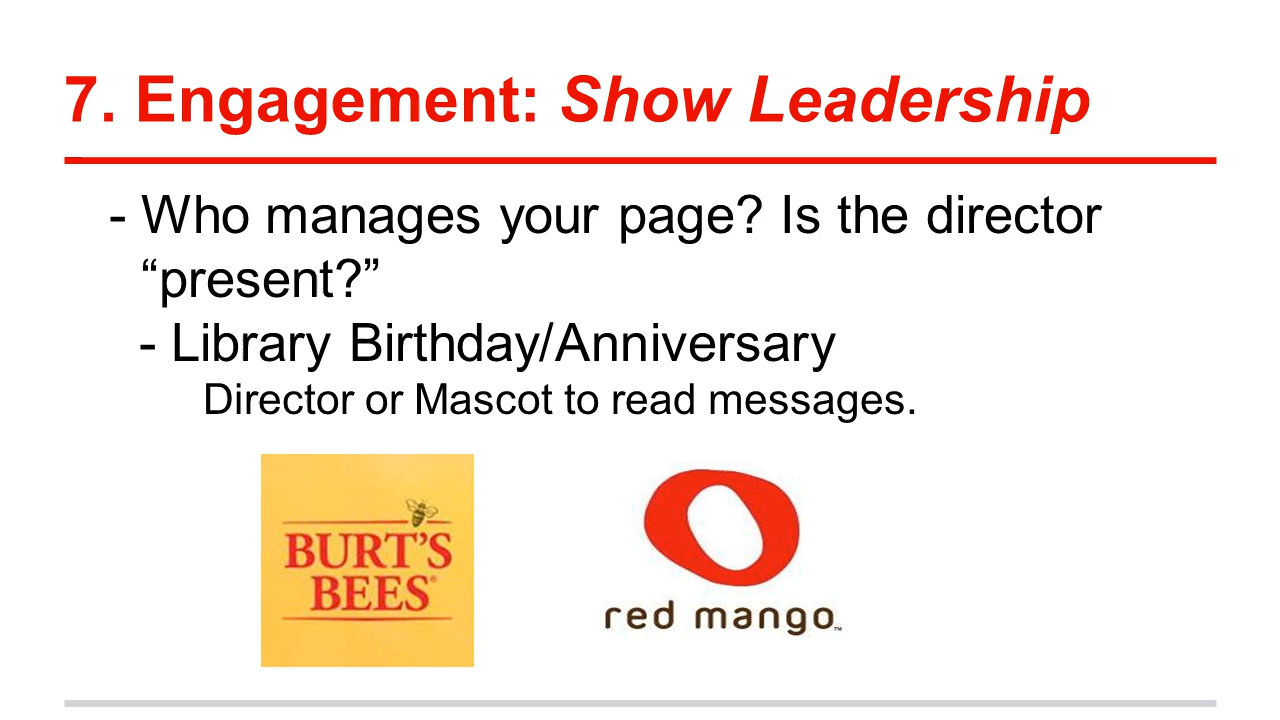 7. Engagement: Show Leadership
- Who manages your page? Is the director
“present?”
- Library Birthday/Anniversary
Director or Mascot to read messages.
BURT’S
BEES®
red mango™